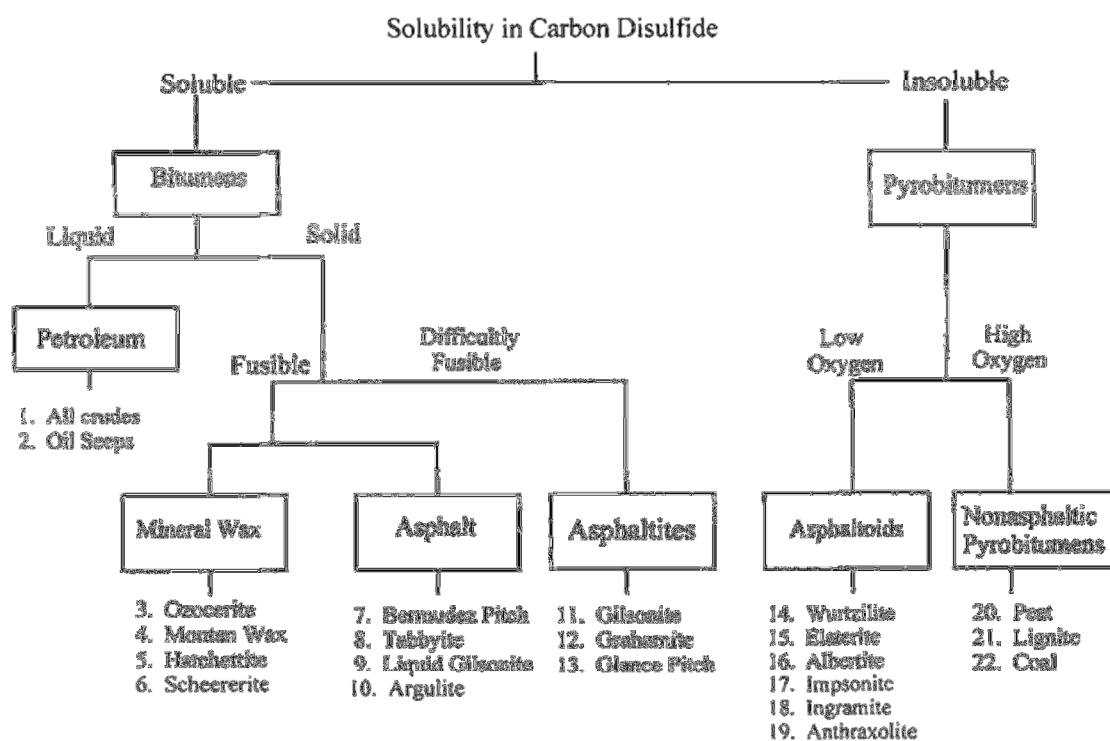 Solubility in Carbon Disulfide
Soluble
Insoluble
Bitumens
Pyrobitumens
Liquid
Solid
Petroleum
Fusible
Difficultly
Fusible
Low
Oxygen
High
Oxygen
1. All crudes
2. Oil Seeps
Mineral Wax
Asphalt
Asphaltites
Asphaltoids
Nonasphaltic
Pyrobitumens
3. Ozocerite
4. Montan Wax
5. Hatchettite
6. Scheererite
7. Bermudez Pitch
8. Tabbyite
9. Liquid Gilsonite
10. Argulite
11. Gilsonite
12. Grahamite
13. Glance Pitch
14. Wurtzilite
15. Elaterite
16. Albertite
17. Impsonite
18. Ingramite
19. Anthraxolite
20. Peat
21. Lignite
22. Coal